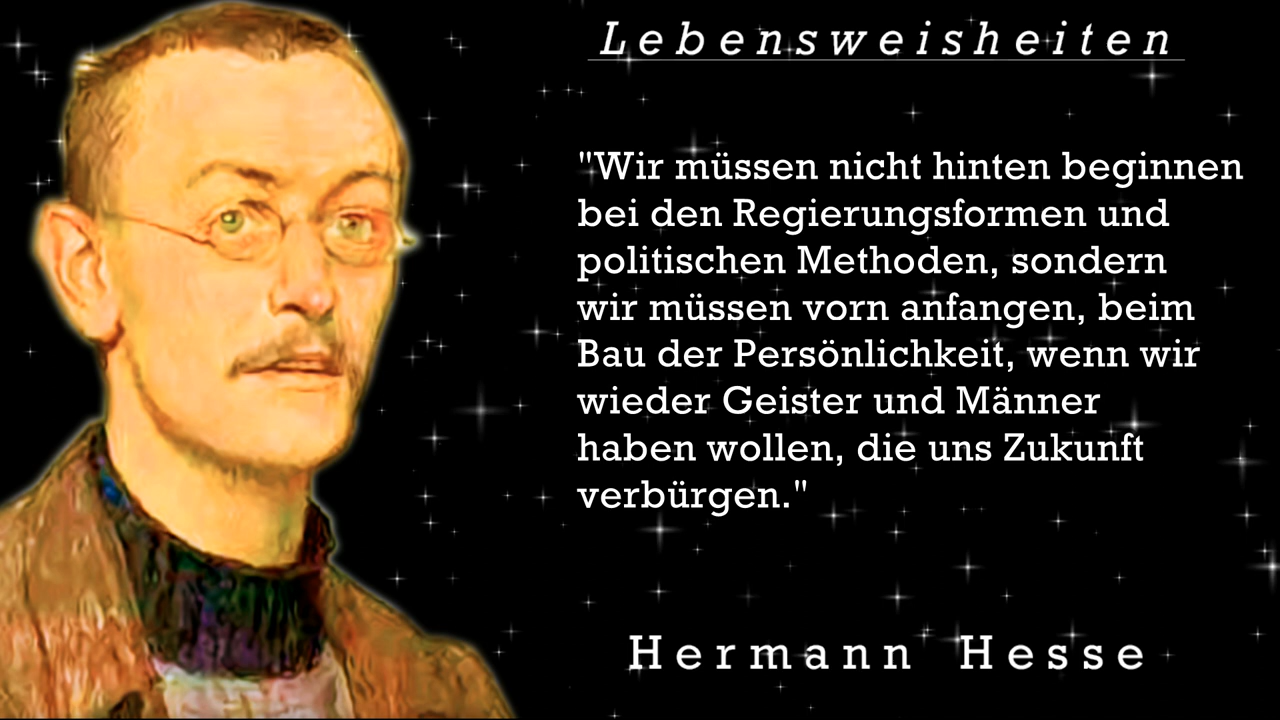 Lebensweisheiten
"Wir müssen nicht hinten beginnen
bei den Regierungsformen und
politischen Methoden, sondern
wir müssen vorn anfangen, beim
Bau der Persönlichkeit, wenn wir
wieder Geister und Männer
haben wollen, die uns Zukunft
verbürgen."
Hermann Hesse